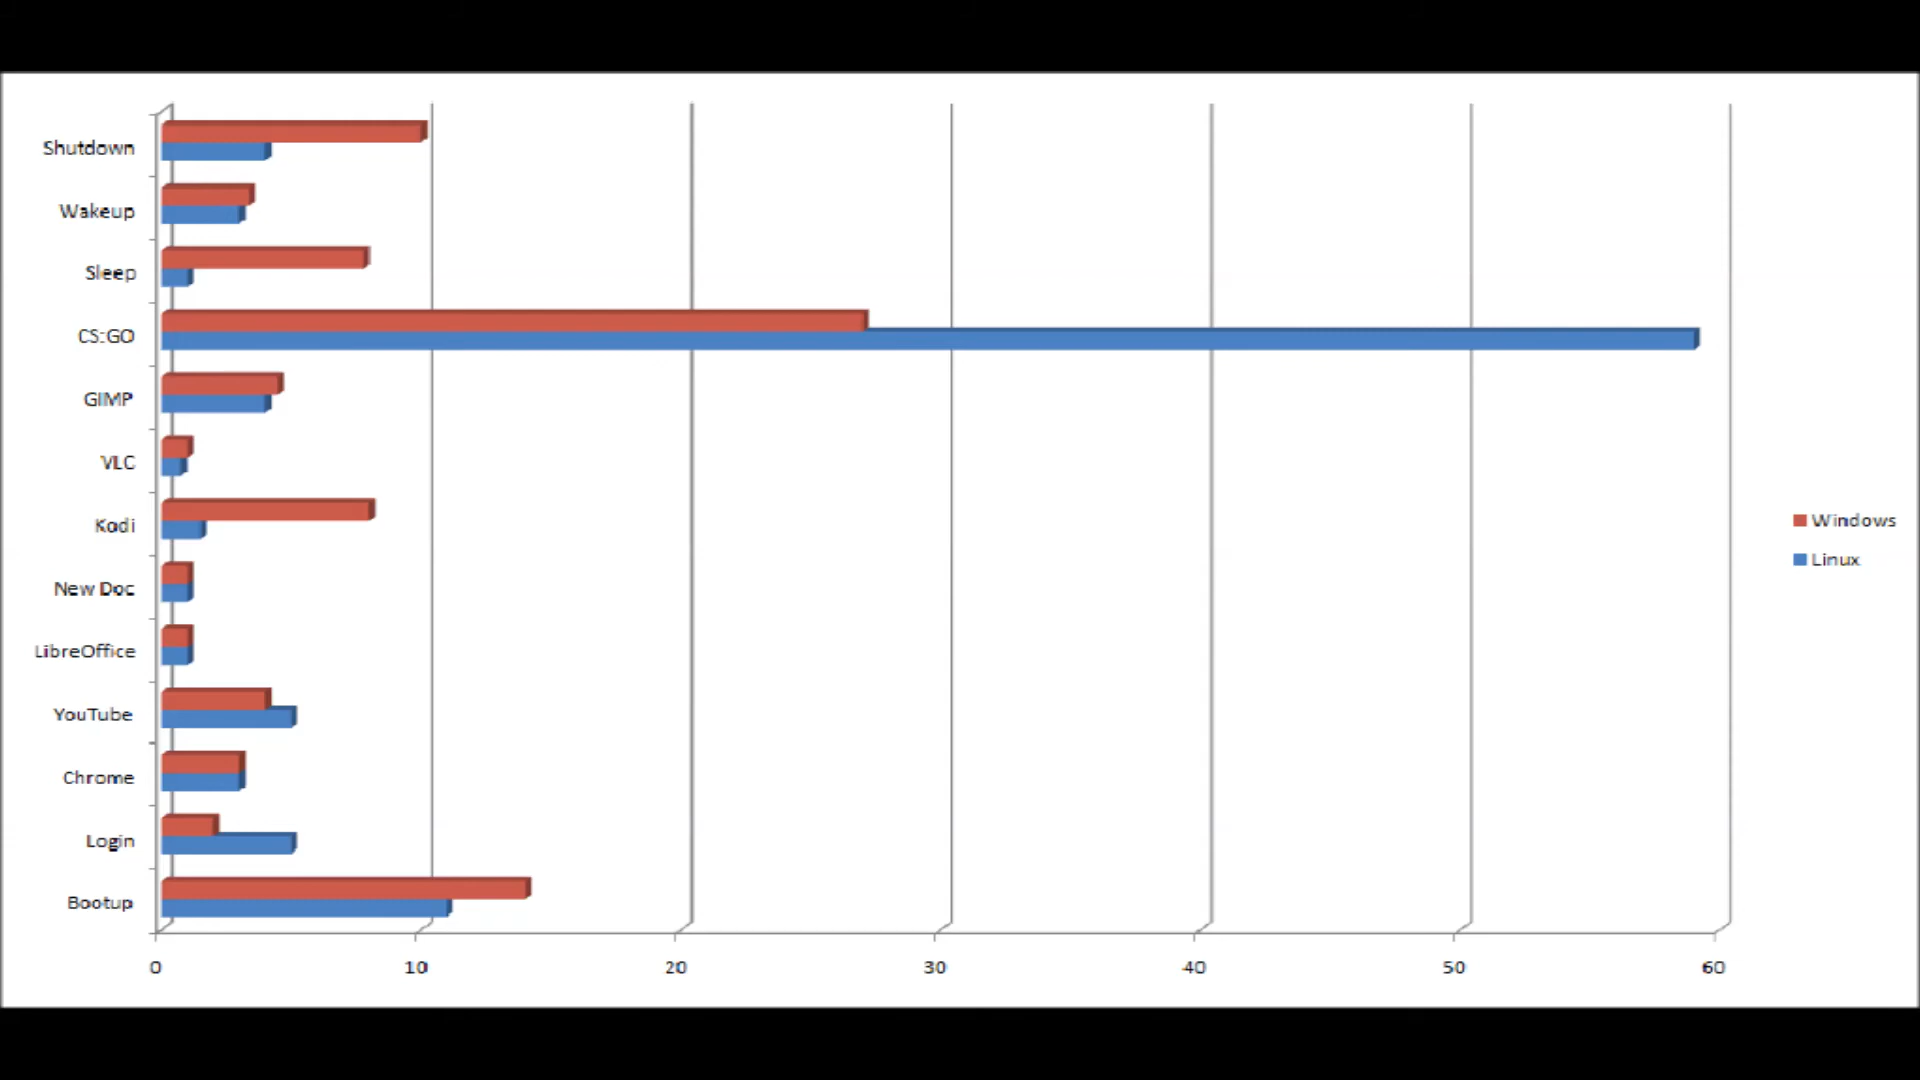 Shutdown
Wakeup
Sleep
CS:GO
GIMP
VLC
Kodi
New Doc
LibreOffice
YouTube
Chrome
Login
Bootup
0 10 20 30 40 50 60
Windows
Linux